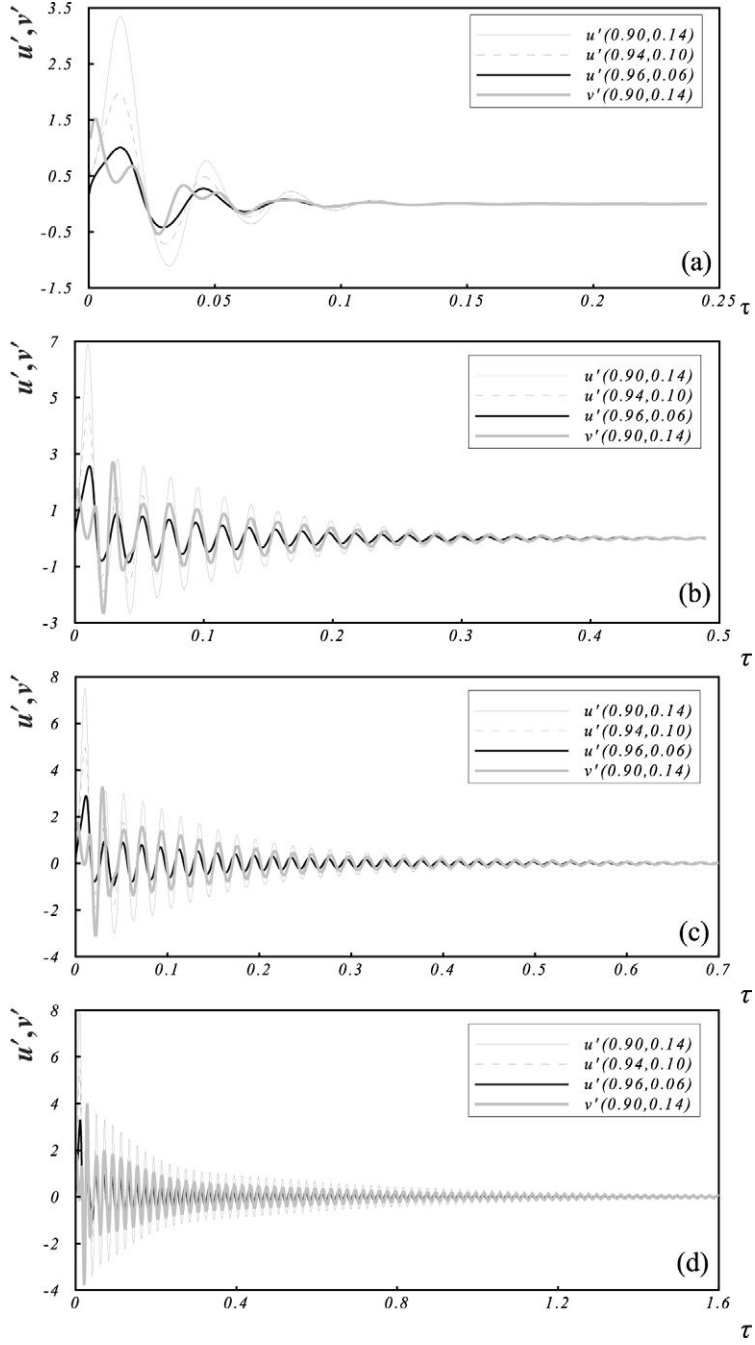 u′,v′
3.5
2.5
1.5
0.5
-0.5
-1.5
u'(0.90,0.14)
u'(0.94,0.10)
u'(0.96,0.06)
v'(0.90,0.14)
(a)
0 0.05 0.1 0.15 0.2 0.25 τ
u′,v′
7
5
3
1
-1
-3
u'(0.90,0.14)
u'(0.94,0.10)
u'(0.96,0.06)
v'(0.90,0.14)
(b)
0 0.1 0.2 0.3 0.4 0.5
τ
u′,v′
8
6
4
2
0
-2
-4
u'(0.90,0.14)
u'(0.94,0.10)
u'(0.96,0.06)
v'(0.90,0.14)
(c)
0 0.1 0.2 0.3 0.4 0.5 0.6 0.7
τ
u′,v′
8
6
4
2
0
-2
-4
u'(0.90,0.14)
u'(0.94,0.10)
u'(0.96,0.06)
v'(0.90,0.14)
(d)
0 0.4 0.8 1.2 1.6
τ